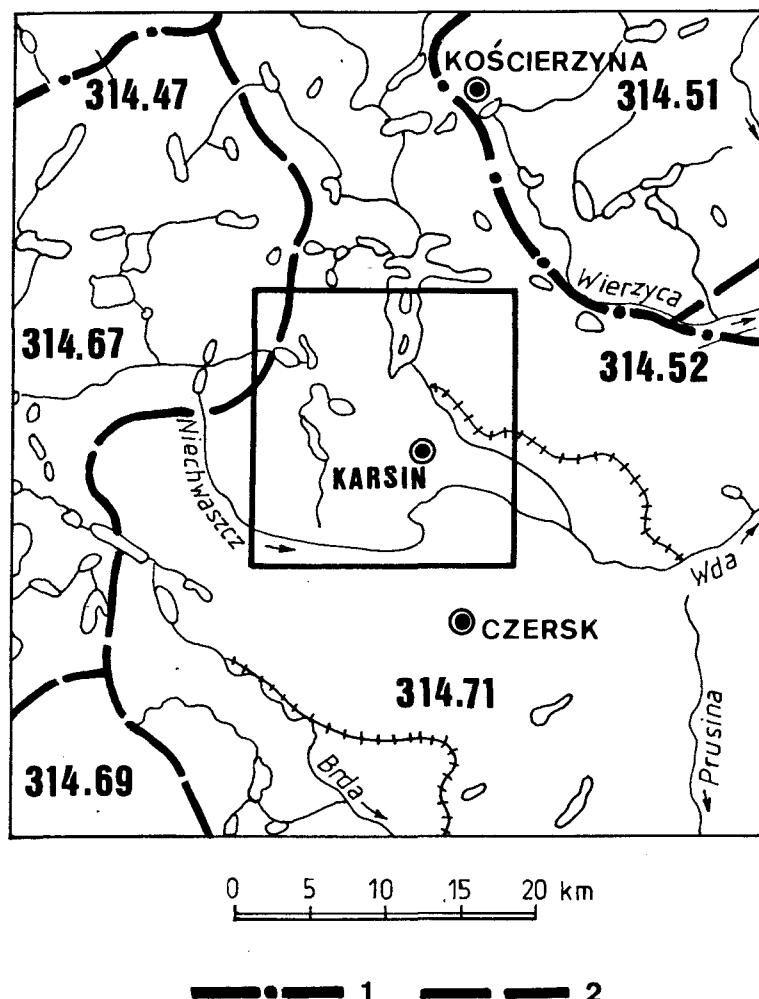 KOŚCIERZYNA
314.47
314.51
Wierzyca
314.67
314.52
Niechwaszcz
KARSIN
Wda
CZERSK
314.71
Prusina
314.69
Brda
0 5 10 15 20 km
1 2